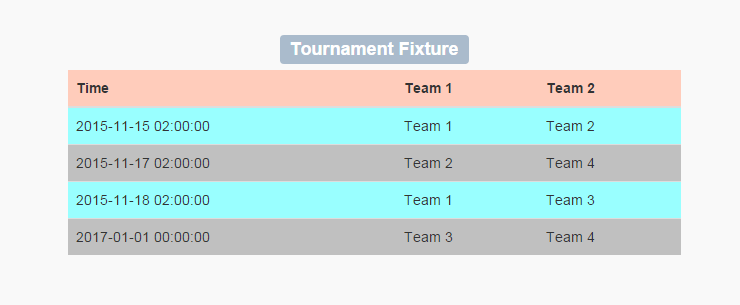 Tournament Fixture
Time Team 1 Team 2
2015-11-15 02:00:00 Team 1 Team 2
2015-11-17 02:00:00 Team 2 Team 4
2015-11-18 02:00:00 Team 1 Team 3
2017-01-01 00:00:00 Team 3 Team 4